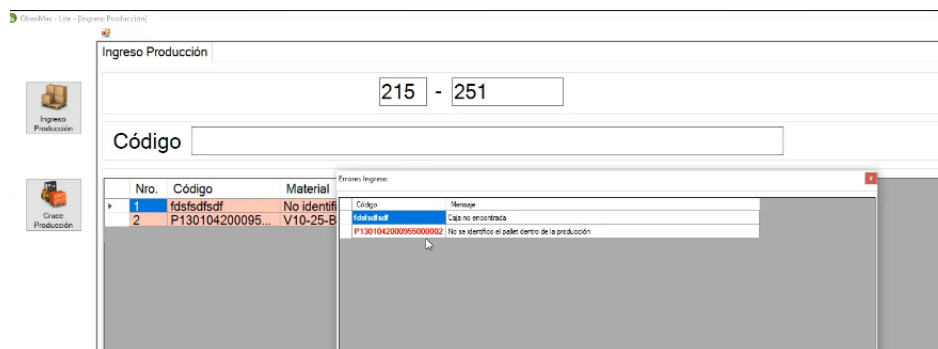 ObenMas - Lite - [Ingreso Producción]
Ingreso Producción
215 - 251
Ingreso
Producción
Código
Nro. Código Material
1 fdsfsdfsdf No identifi
2 P130104200095... V10-25-B
Cruce
Producción
Errores Ingreso
x
Código Mensaje
fdsfsdfsdf Caja no encontrada
P1301042000955000002 No se identifico el pallet dentro de la producción